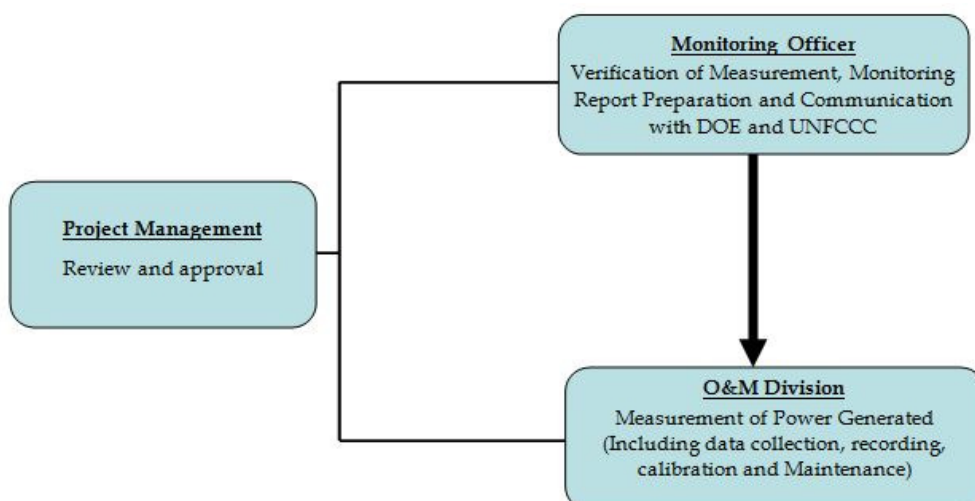 Monitoring Officer
Verification of Measurement, Monitoring
Report Preparation and Communication
with DOE and UNFCCC
Project Management
Review and approval
O&M Division
Measurement of Power Generated
(Including data collection, recording,
calibration and Maintenance)